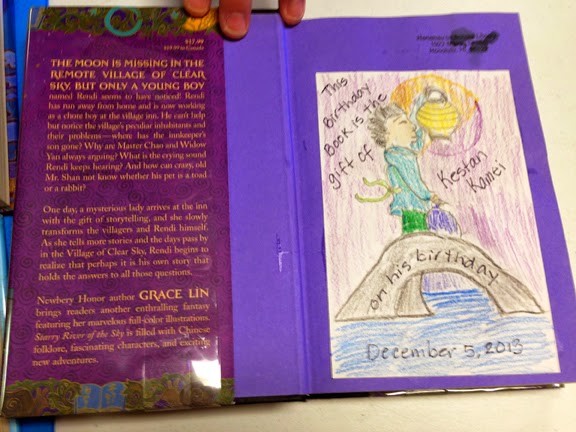 $17.99
THE MOON IS MISSING IN THE
REMOTE VILLAGE OF CLEAR
SKY, BUT ONLY A YOUNG BOY
named Rendi seems to have noticed! Rendi
has run away from home and is now working
as a chore boy at the village inn. He can't help
but notice the village's peculiar inhabitants and
their problems—where has the innkeeper's
son gone? Why are Master Chao and Widow
Yan always arguing? What is the crying sound
Rendi keeps hearing? And how can crazy, old
Mr. Shan not know whether his pet is a toad
or a rabbit?
One day, a mysterious lady arrives at the inn
with the gift of storytelling, and she slowly
transforms the villagers and Rendi himself.
As she tells more stories and the days pass by
in the Village of Clear Sky, Rendi begins to
realize that perhaps it is his own story that
holds the answers to all those questions.
Newbery Honor author GRACE LIN
brings readers another enthralling fantasy
featuring her marvelous full-color illustrations.
Starry River of the Sky is filled with Chinese
folklore, fascinating characters, and exciting
new adventures.
This
Birthday
Book is the
gift of
Kestan
Kamei
on his birthday
December 5, 2013